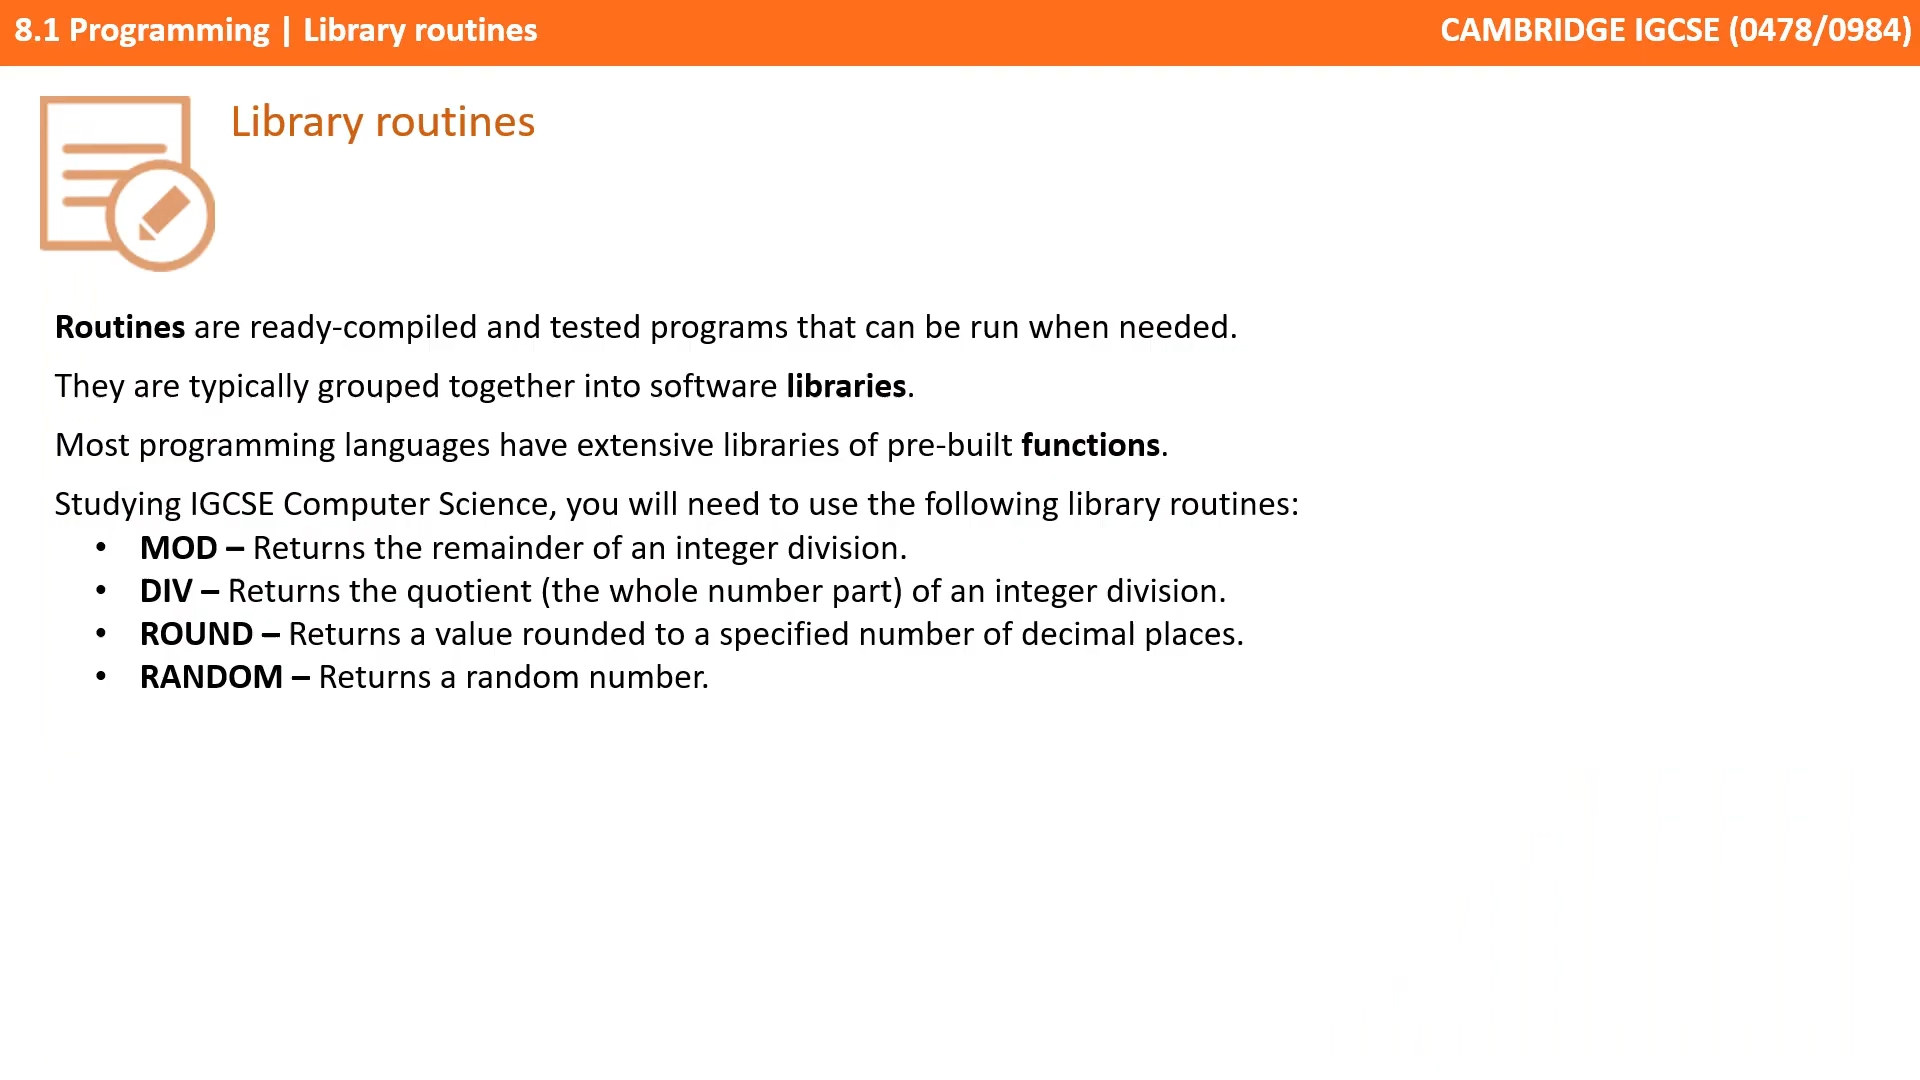 8.1 Programming | Library routines
CAMBRIDGE IGCSE (0478/0984)
Library routines
Routines are ready-compiled and tested programs that can be run when needed.
They are typically grouped together into software libraries.
Most programming languages have extensive libraries of pre-built functions.
Studying IGCSE Computer Science, you will need to use the following library routines:
• MOD – Returns the remainder of an integer division.
• DIV – Returns the quotient (the whole number part) of an integer division.
• ROUND – Returns a value rounded to a specified number of decimal places.
• RANDOM – Returns a random number.